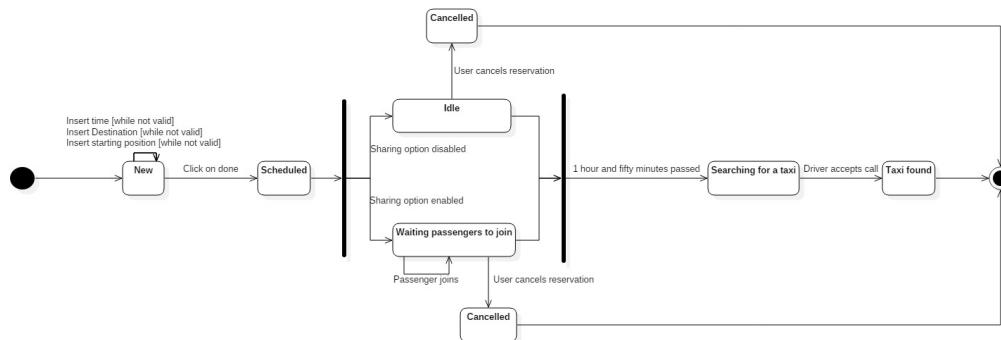 Cancelled
User cancels reservation
Idle
Insert time [while not valid]
Insert Destination [while not valid]
Insert starting position [while not valid]
Sharing option disabled
New
Click on done
Scheduled
1 hour and fifty minutes passed
Searching for a taxi
Driver accepts call
Taxi found
Sharing option enabled
Waiting passengers to join
Passenger joins
User cancels reservation
Cancelled